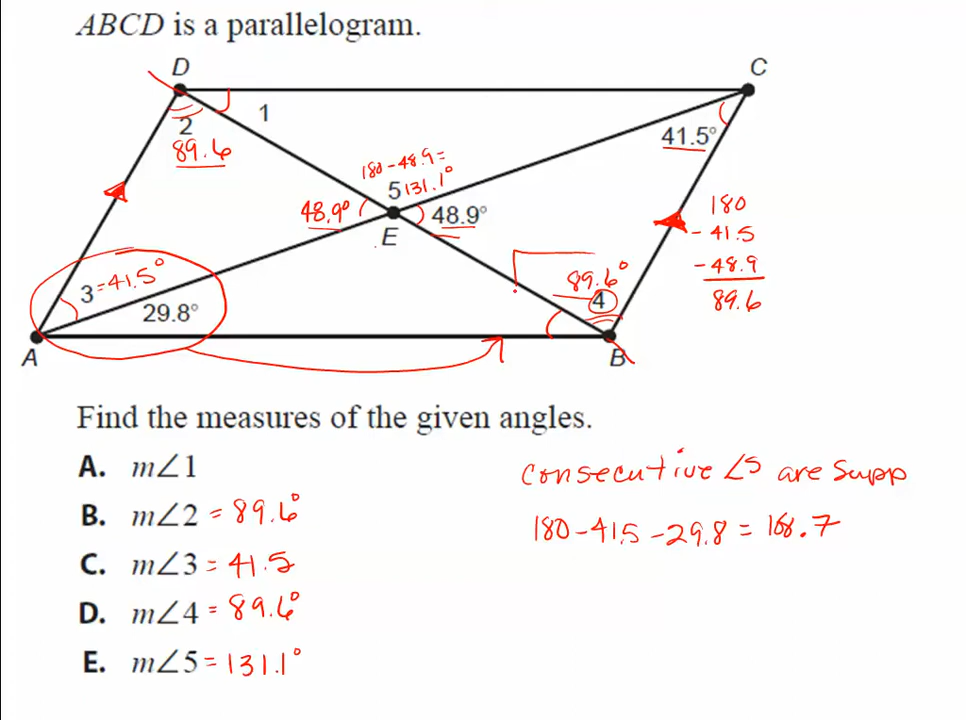 ABCD is a parallelogram.
D
C
1
2
89.6
41.5°
180-48.9=
5 131.1°
48.9°
48.9°
E
180
- 41.5
- 48.9
89.6
89.6°
4
3 = 41.5°
29.8°
A
B
Find the measures of the given angles.
A. m∠1
B. m∠2 = 89.6°
C. m∠3 = 41.5
D. m∠4 = 89.6°
E. m∠5 = 131.1°
Consecutive ∠s are supp
180-41.5-29.8 = 108.7